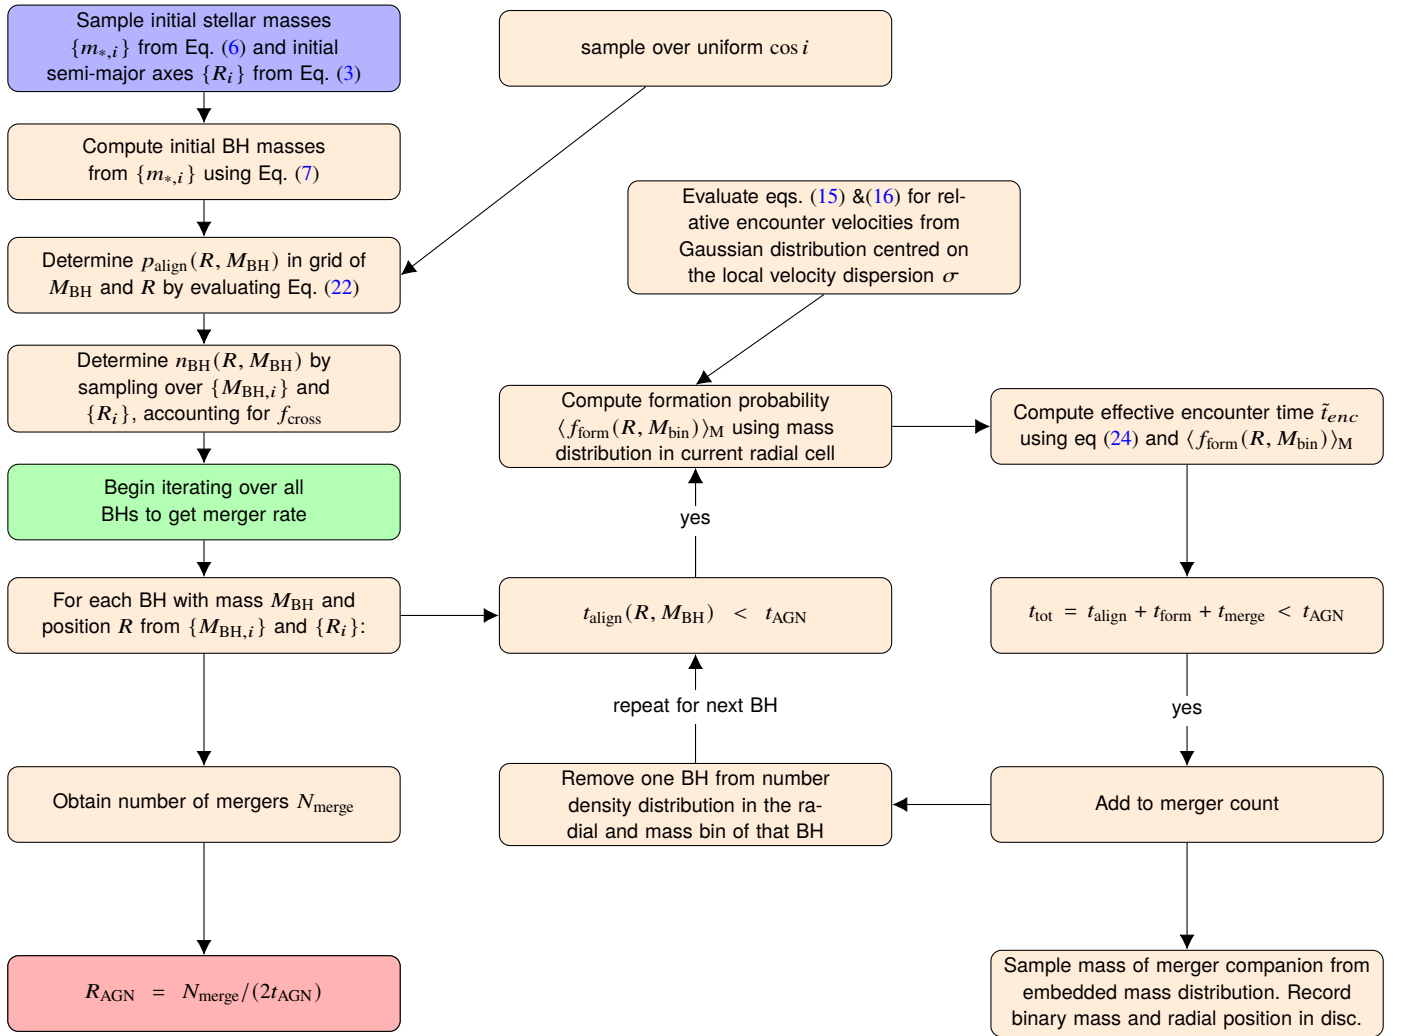 Sample initial stellar masses
{m∗,i} from Eq. (6) and initial
semi-major axes {Ri} from Eq. (3)
sample over uniform cos i
Compute initial BH masses
from {m∗,i} using Eq. (7)
Evaluate eqs. (15) &(16) for rel-
ative encounter velocities from
Gaussian distribution centred on
the local velocity dispersion σ
Determine palign(R, MBH) in grid of
MBH and R by evaluating Eq. (22)
Determine nBH(R, MBH) by
sampling over {MBH,i} and
{Ri}, accounting for fcross
Compute formation probability
⟨fform(R, Mbin)⟩M using mass
distribution in current radial cell
Compute effective encounter time t̃enc
using eq (24) and ⟨fform(R, Mbin)⟩M
Begin iterating over all
BHs to get merger rate
yes
For each BH with mass MBH and
position R from {MBH,i} and {Ri}:
talign(R, MBH) < tAGN
ttot = talign + tform + tmerge < tAGN
repeat for next BH
yes
Obtain number of mergers Nmerge
Remove one BH from number
density distribution in the ra-
dial and mass bin of that BH
Add to merger count
RAGN = Nmerge/(2tAGN)
Sample mass of merger companion from
embedded mass distribution. Record
binary mass and radial position in disc.